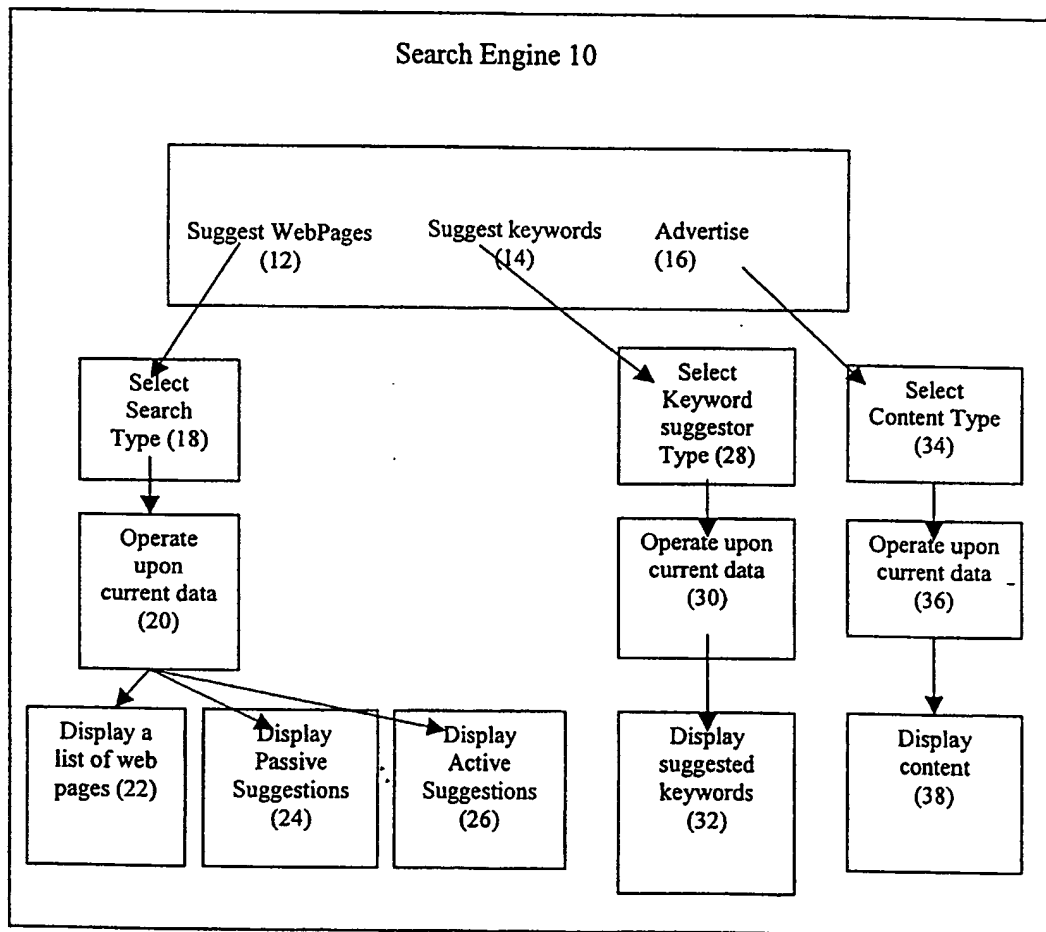 Search Engine 10
Suggest WebPages
(12)
Suggest keywords
(14)
Advertise
(16)
Select
Search
Type (18)
Select
Keyword
suggestor
Type (28)
Select
Content Type
(34)
Operate
upon
current data
(20)
Operate upon
current data
(30)
Operate upon
current data
(36)
Display a
list of web
pages (22)
Display
Passive
Suggestions
(24)
Display
Active
Suggestions
(26)
Display
suggested
keywords
(32)
Display
content
(38)